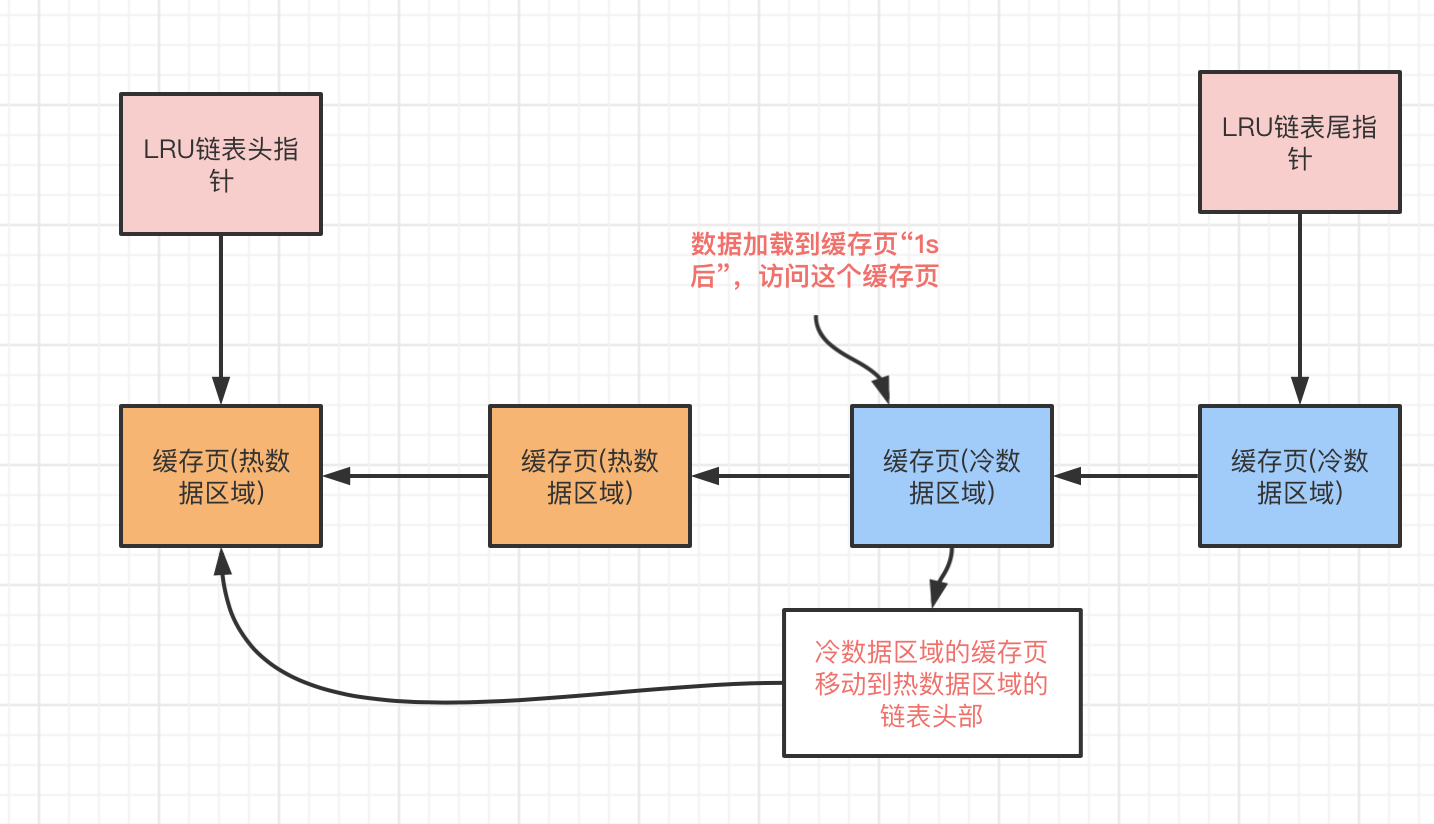 LRU链表头指
针
LRU链表尾指
针
数据加载到缓存页“1s
后”，访问这个缓存页
缓存页(热数
据区域)
缓存页(热数
据区域)
缓存页(冷数
据区域)
缓存页(冷数
据区域)
冷数据区域的缓存页
移动到热数据区域的
链表头部